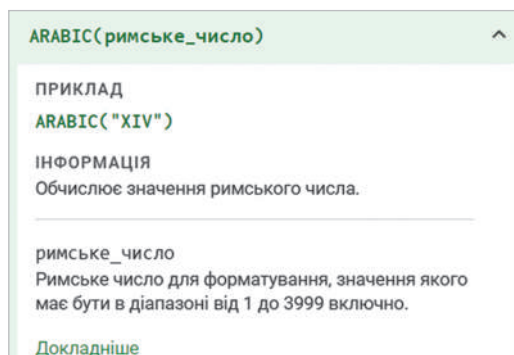 ARABIC(римське_число)
ПРИКЛАД
ARABIC("XIV")
ІНФОРМАЦІЯ
Обчислює значення римського числа.
римське_число
Римське число для форматування, значення якого
має бути в діапазоні від 1 до 3999 включно.
Докладніше